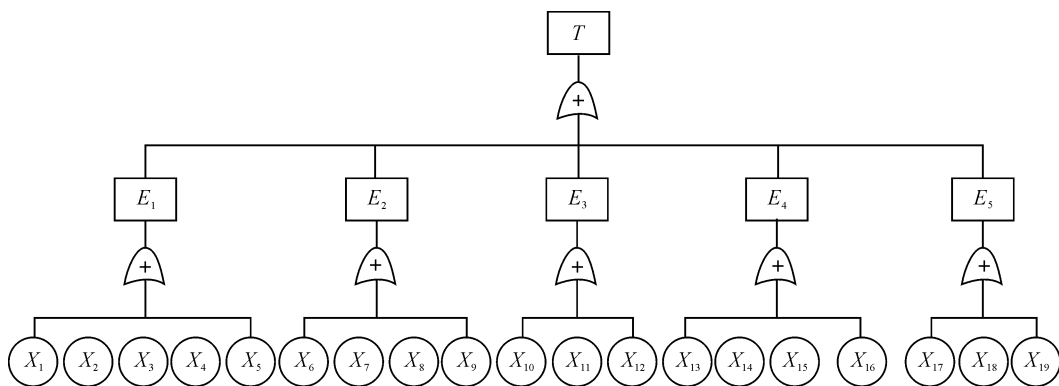 T
+
E₁ E₂ E₃ E₄ E₅
+ + + + +
X₁ X₂ X₃ X₄ X₅ X₆ X₇ X₈ X₉ X₁₀ X₁₁ X₁₂ X₁₃ X₁₄ X₁₅ X₁₆ X₁₇ X₁₈ X₁₉